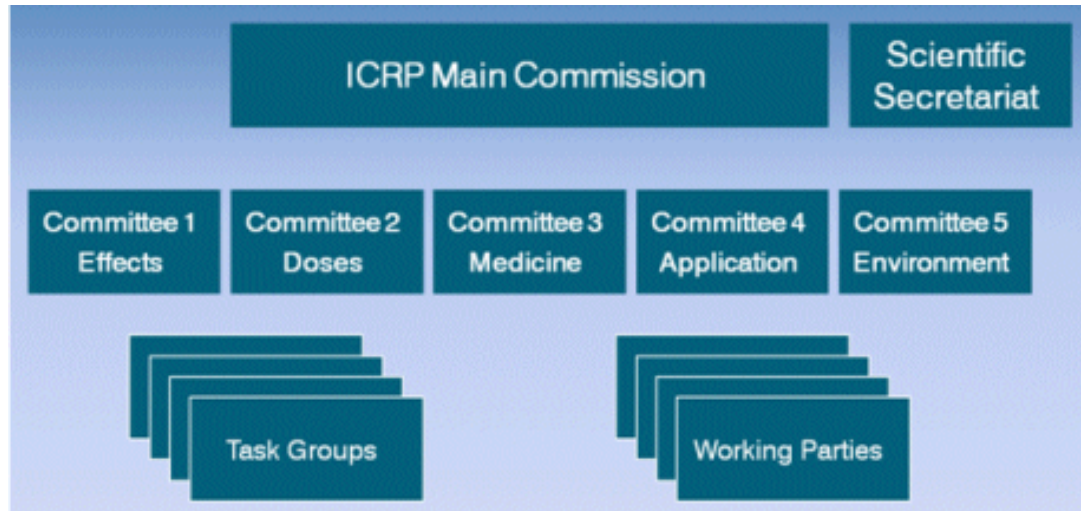 ICRP Main Commission
Scientific
Secretariat
Committee 1
Effects
Committee 2
Doses
Committee 3
Medicine
Committee 4
Application
Committee 5
Environment
Task Groups
Working Parties